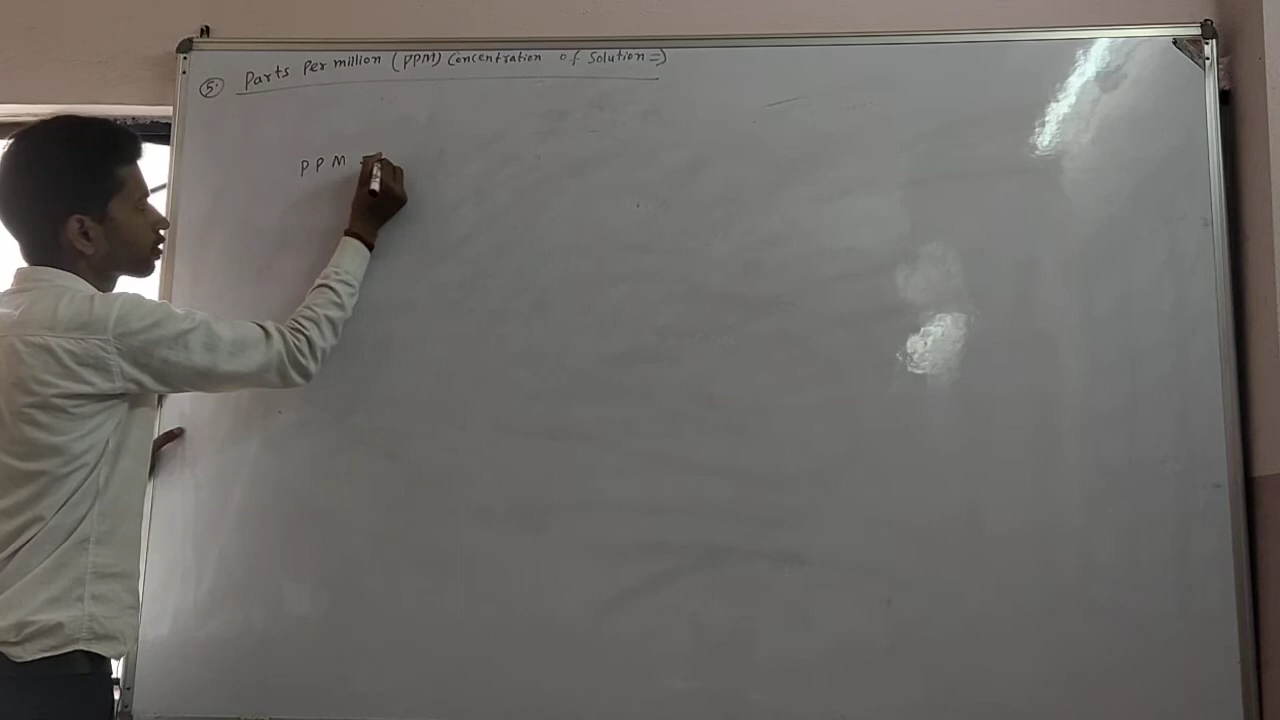 5. Parts Per million (PPM) Concentration of Solution =)
PPM